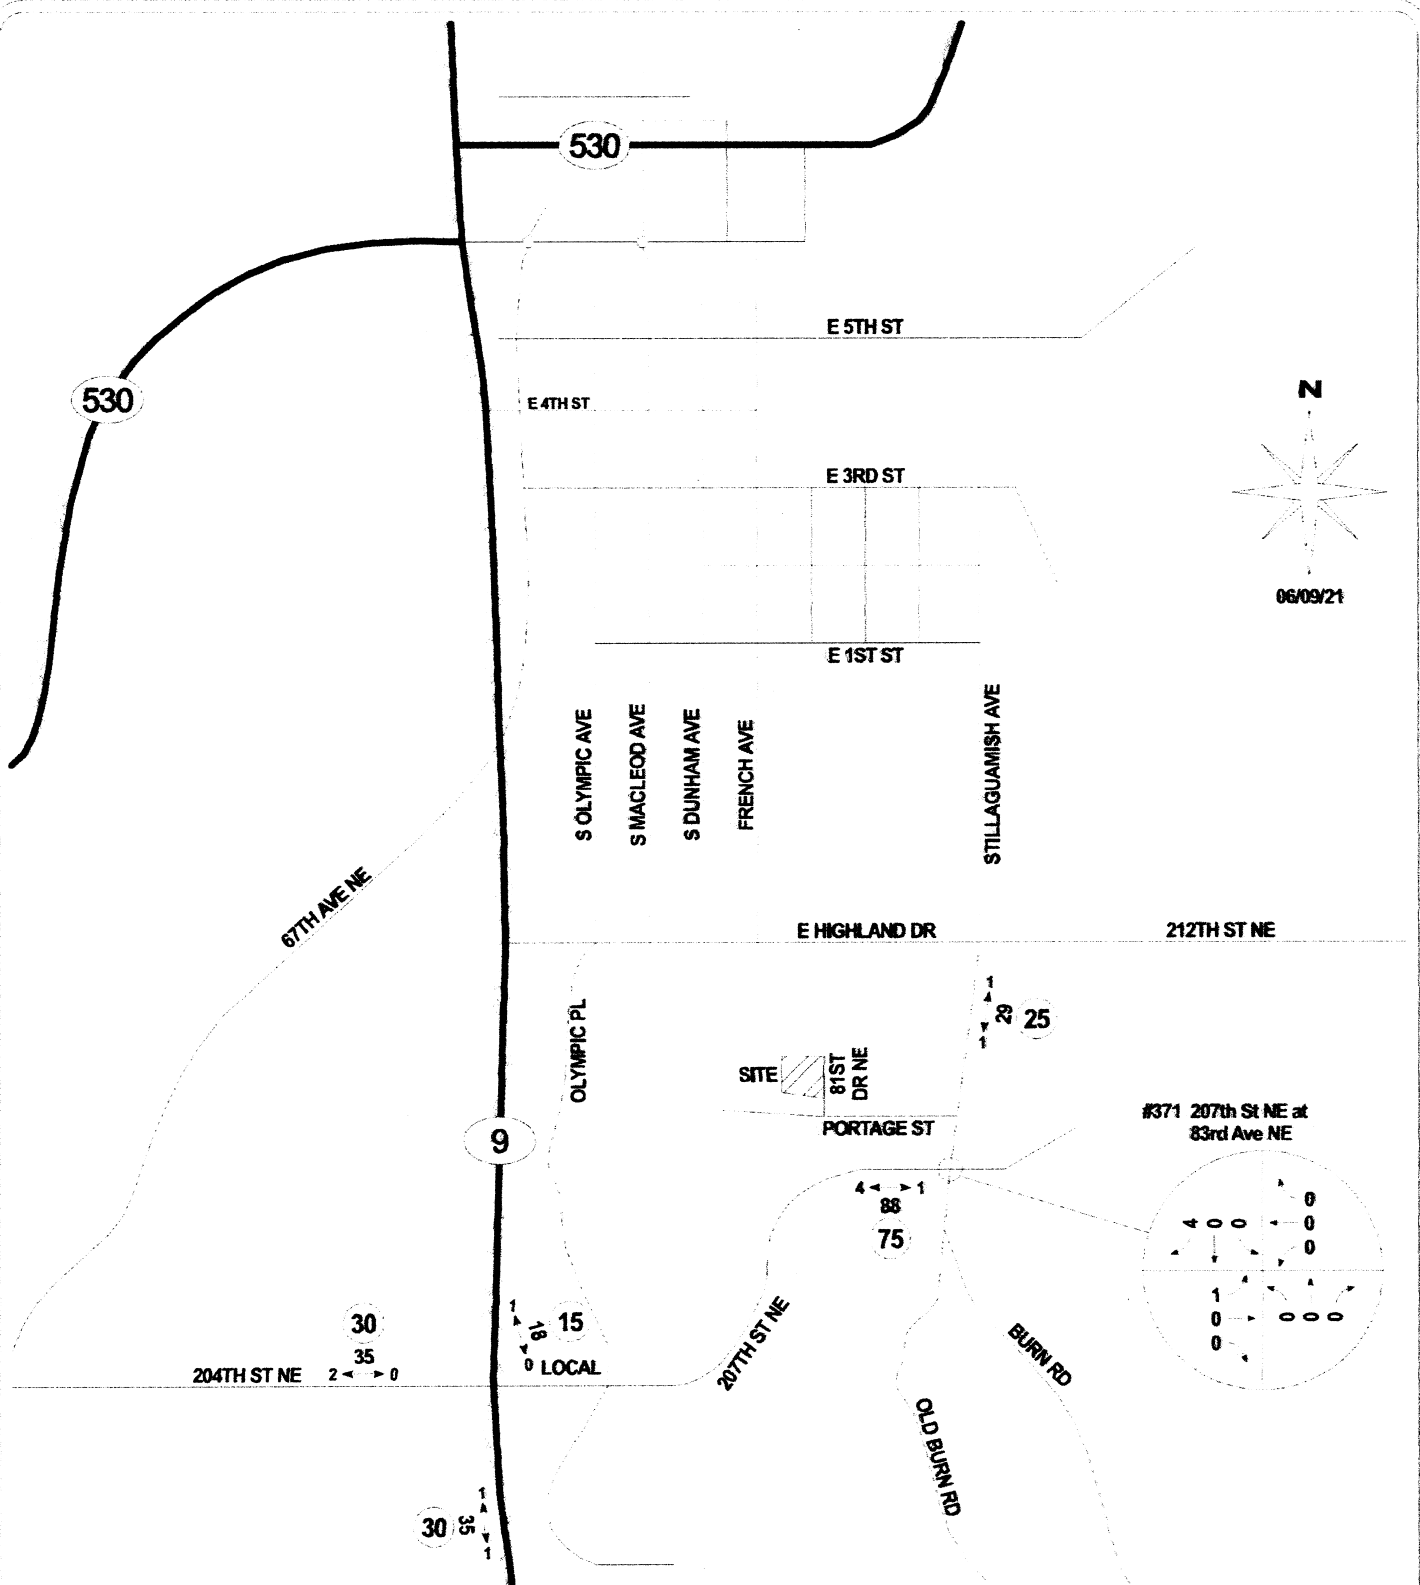 530
E 5TH ST
N
530
E 4TH ST
E 3RD ST
06/09/21
E 1ST ST
S OLYMPIC AVE
S MACLEOD AVE
S DUNHAM AVE
FRENCH AVE
STILLAGUAMISH AVE
67TH AVE NE
E HIGHLAND DR
212TH ST NE
OLYMPIC PL
1
29
1
25
SITE
81ST
DR NE
PORTAGE ST
9
#371 207th St NE at
83rd Ave NE
4 1
88
75
4 0 0
0
0
0
1
0
0
0 0 0
30
35
204TH ST NE 2 0
1
18
0
15
LOCAL
207TH ST NE
BURN RD
OLD BURN RD
1
30 35
1